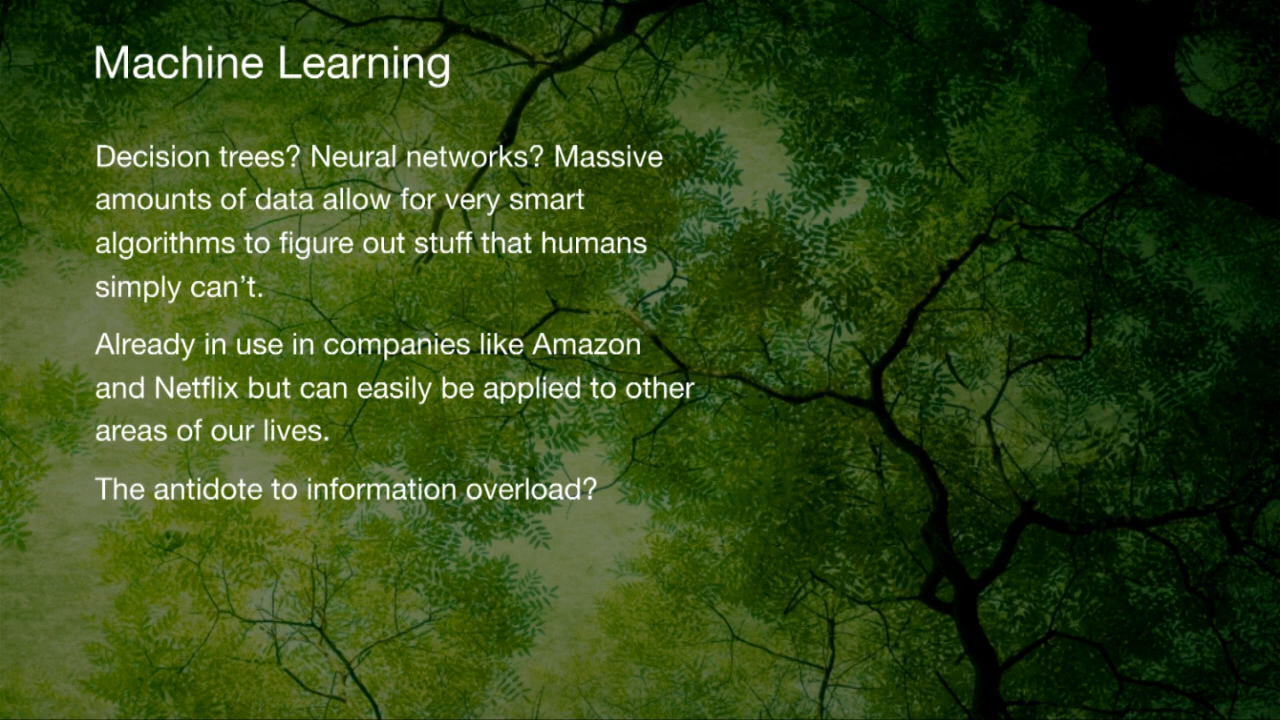 Machine Learning
Decision trees? Neural networks? Massive
amounts of data allow for very smart
algorithms to figure out stuff that humans
simply can’t.
Already in use in companies like Amazon
and Netflix but can easily be applied to other
areas of our lives.
The antidote to information overload?